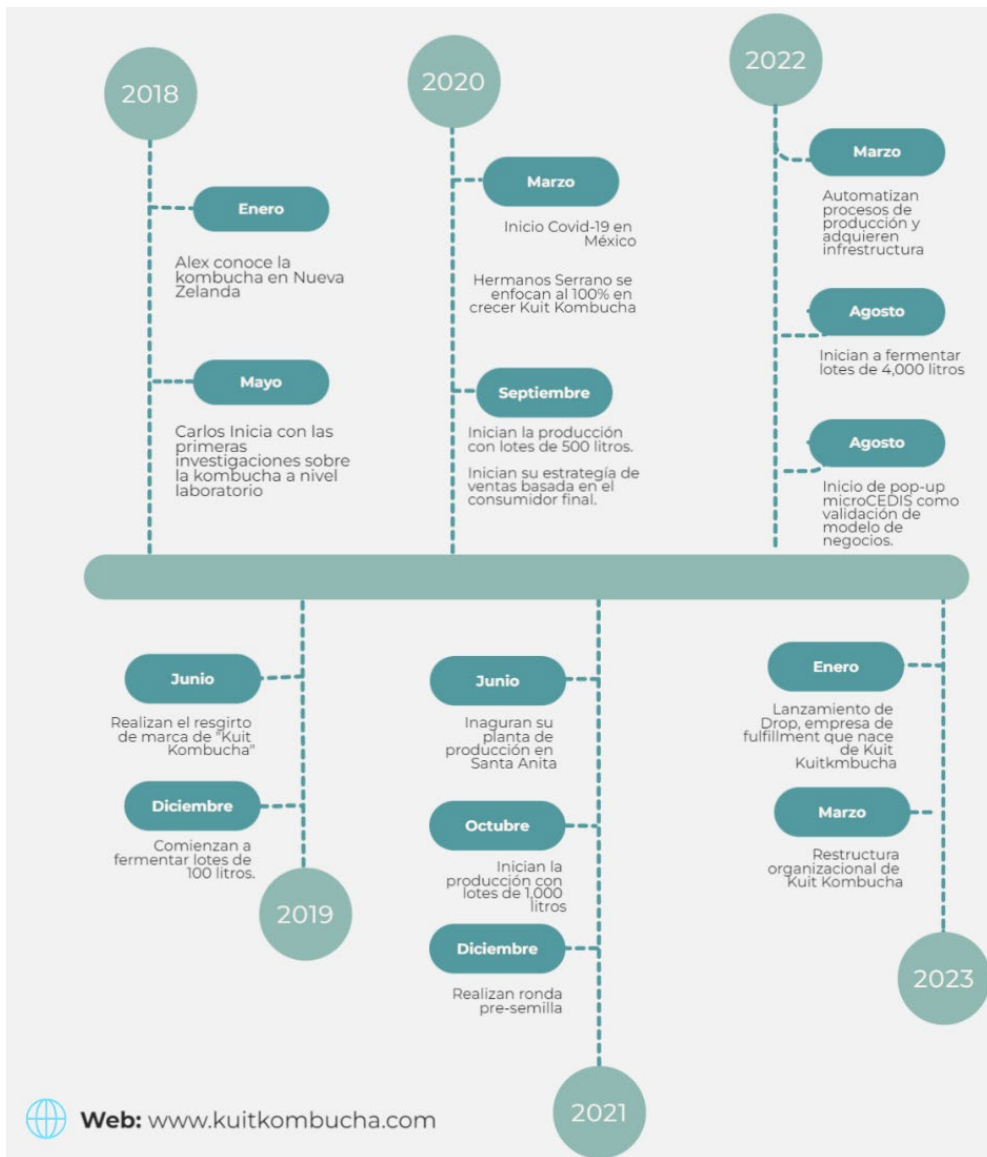 2018
Enero
Alex conoce la
kombucha en Nueva
Zelanda
Mayo
Carlos Inicia con las
primeras
investigaciones sobre
la kombucha a nivel
laboratorio
2020
Marzo
Inicio Covid-19 en
México
Hermanos Serrano se
enfocan al 100% en
crecer Kuit Kombucha
Septiembre
Inician la producción
con lotes de 500 litros.
Inician su estrategía de
ventas basada en el
consumidor final.
2022
Marzo
Automatizan
procesos de
producción y
adquieren
infrestructura
Agosto
Inician a fermentar
lotes de 4,000 litros
Agosto
Inicio de pop-up
microCEDIS como
validación de
modelo de
negocios.
Junio
Realizan el resgirto
de marca de "Kuit
Kombucha"
Diciembre
Comienzan a
fermentar lotes de
100 litros.
2019
Junio
Inaguran su
planta de
producción en
Santa Anita
Octubre
Inician la
producción con
lotes de 1,000
litros
Diciembre
Realizan ronda
pre-semilla
2021
Enero
Lanzamiento de
Drop, empresa de
fulfillment que nace
de Kuit
Kuitkmbucha
Marzo
Restructura
organizacional de
Kuit Kombucha
2023
Web: www.kuitkombucha.com